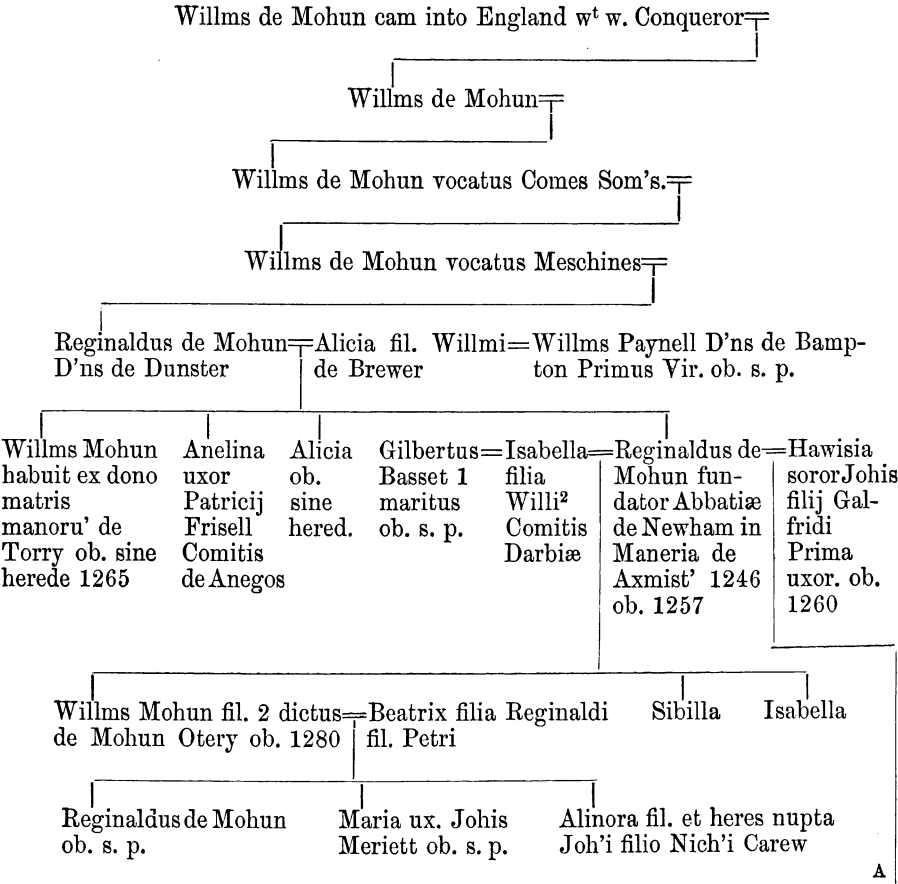 Willms de Mohun cam into England wᵗ w. Conqueror
Willms de Mohun
Willms de Mohun vocatus Comes Som's.
Willms de Mohun vocatus Meschines
Reginaldus de Mohun
D'ns de Dunster
Alicia fil. Willmi
de Brewer
Willms Paynell D'ns de Bamp-
ton Primus Vir. ob. s. p.
Willms Mohun
habuit ex dono
matris
manoru' de
Torry ob. sine
herede 1265
Anelina
uxor
Patricij
Frisell
Comitis
de Anegos
Alicia
ob.
sine
hered.
Gilbertus
Basset 1
maritus
ob. s. p.
Isabella
filia
Willi²
Comitis
Darbiæ
Reginaldus de
Mohun fun-
dator Abbatiæ
de Newham in
Maneria de
Axmist' 1246
ob. 1257
Hawisia
soror Johis
filij Gal-
fridi
Prima
uxor. ob.
1260
Willms Mohun fil. 2 dictus
de Mohun Otery ob. 1280
Beatrix filia Reginaldi
fil. Petri
Sibilla
Isabella
Reginaldus de Mohun
ob. s. p.
Maria ux. Johis
Meriett ob. s. p.
Alinora fil. et heres nupta
Joh'i filio Nich'i Carew
A